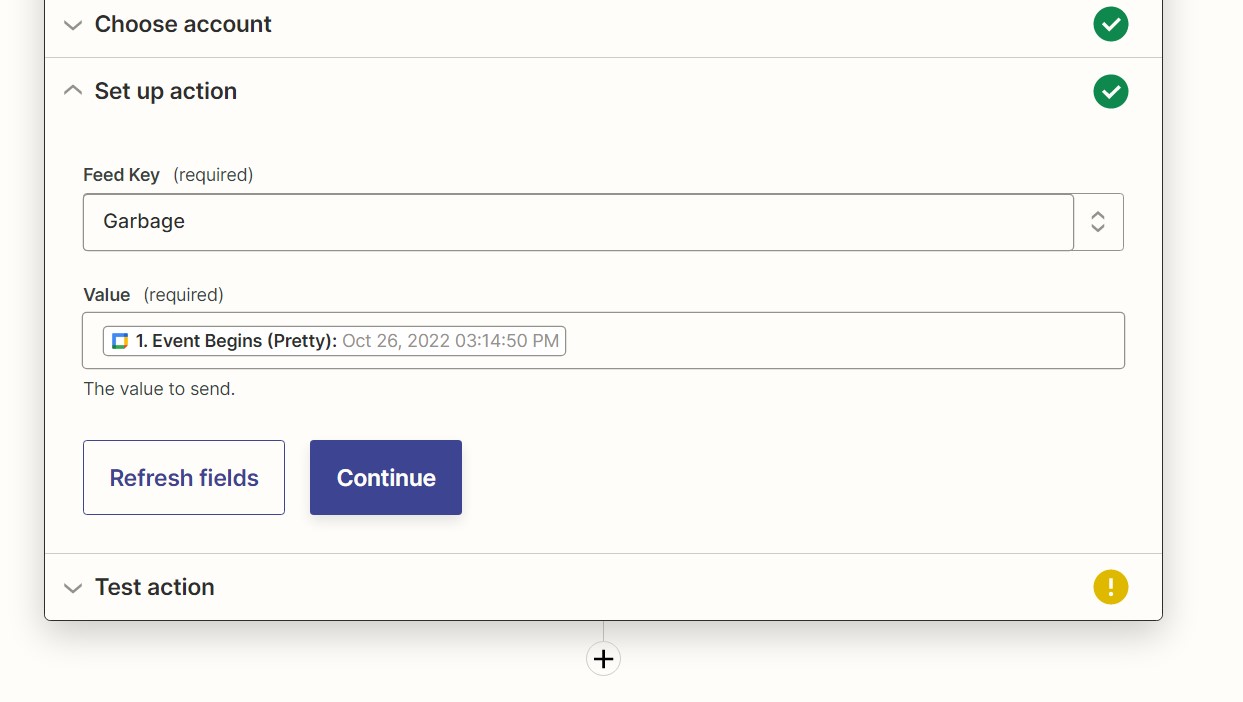 Choose account
Set up action
Feed Key (required)
Garbage
Value (required)
1. Event Begins (Pretty): Oct 26, 2022 03:14:50 PM
The value to send.
Refresh fields Continue
Test action